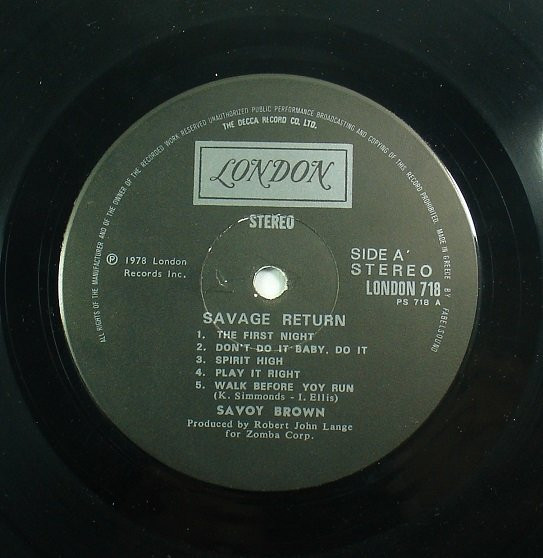 ALL RIGHTS OF THE MANUFACTURER AND OF THE OWNER OF THE RECORDED WORK RESERVED UNAUTHORIZED PUBLIC PERFORMANCE BROADCASTING AND COPYING OF THIS RECORD PROHIBITED. MADE IN GREECE BY FABELSOUND
THE DECCA RECORD CO. LTD.
LONDON
STEREO
℗ 1978 London
Records Inc.
SIDE A'
STEREO
LONDON 718
PS 718 A
SAVAGE RETURN
1. THE FIRST NIGHT
2. DON'T DO IT BABY, DO IT
3. SPIRIT HIGH
4. PLAY IT RIGHT
5. WALK BEFORE YOY RUN
(K. Simmonds - I. Ellis)
SAVOY BROWN
Produced by Robert John Lange
for Zomba Corp.